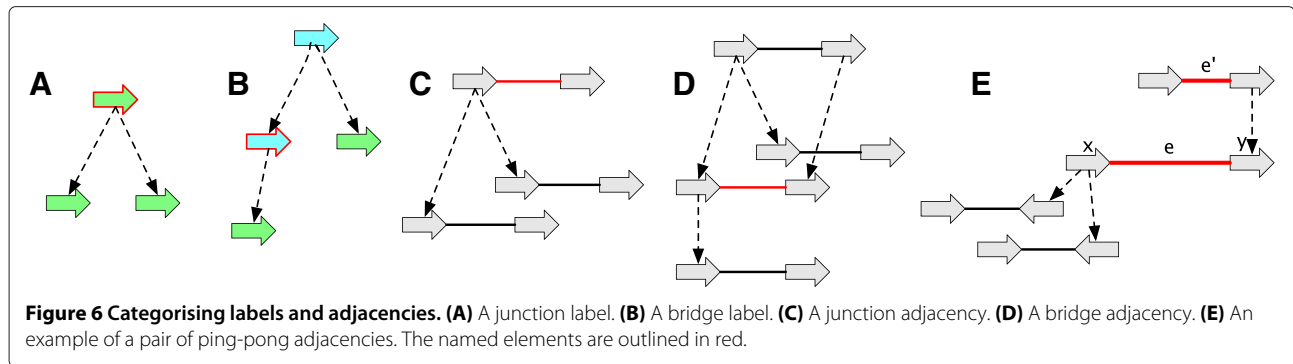 A
B
C
D
E
e'
x
e
y
Figure 6 Categorising labels and adjacencies. (A) A junction label. (B) A bridge label. (C) A junction adjacency. (D) A bridge adjacency. (E) An
example of a pair of ping-pong adjacencies. The named elements are outlined in red.